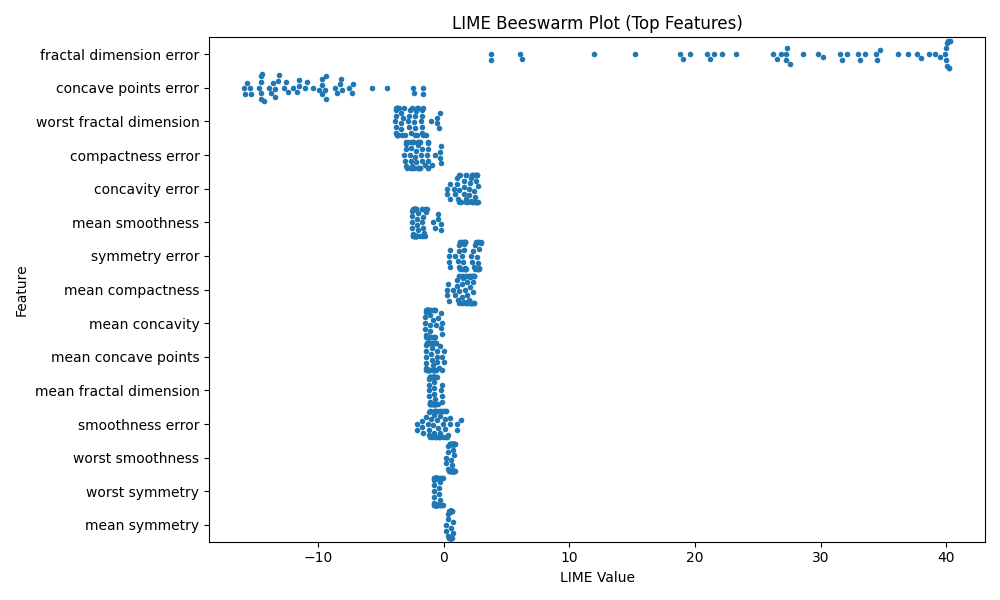 LIME Beeswarm Plot (Top Features)
fractal dimension error
concave points error
worst fractal dimension
compactness error
concavity error
mean smoothness
symmetry error
mean compactness
mean concavity
mean concave points
mean fractal dimension
smoothness error
worst smoothness
worst symmetry
mean symmetry
Feature
−10 0 10 20 30 40
LIME Value